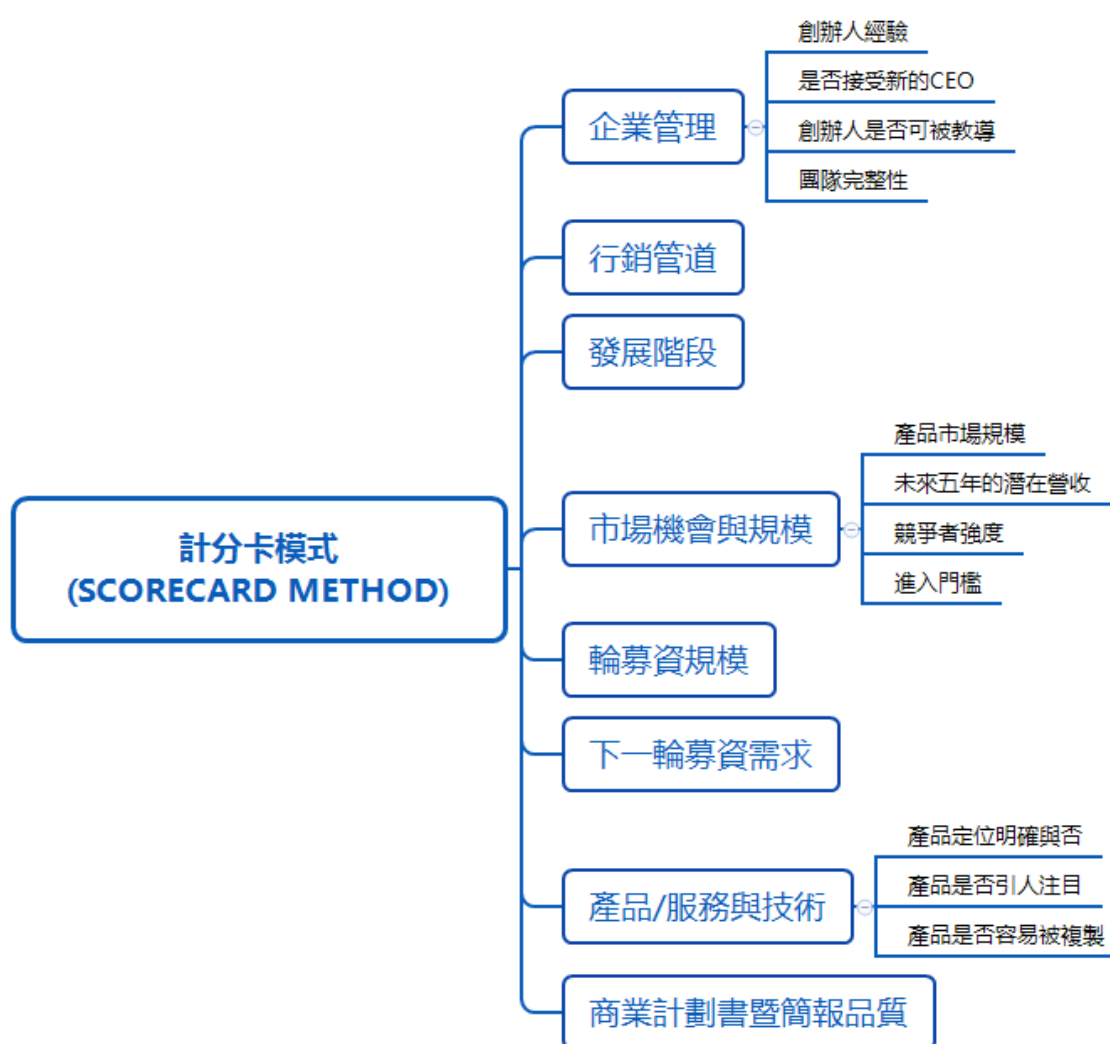 創辦人經驗
是否接受新的CEO
企業管理
創辦人是否可被教導
團隊完整性
行銷管道
發展階段
產品市場規模
未來五年的潛在營收
市場機會與規模
競爭者強度
進入門檻
計分卡模式
(SCORECARD METHOD)
輪募資規模
下一輪募資需求
產品定位明確與否
產品是否引人注目
產品/服務與技術
產品是否容易被複製
商業計劃書暨簡報品質